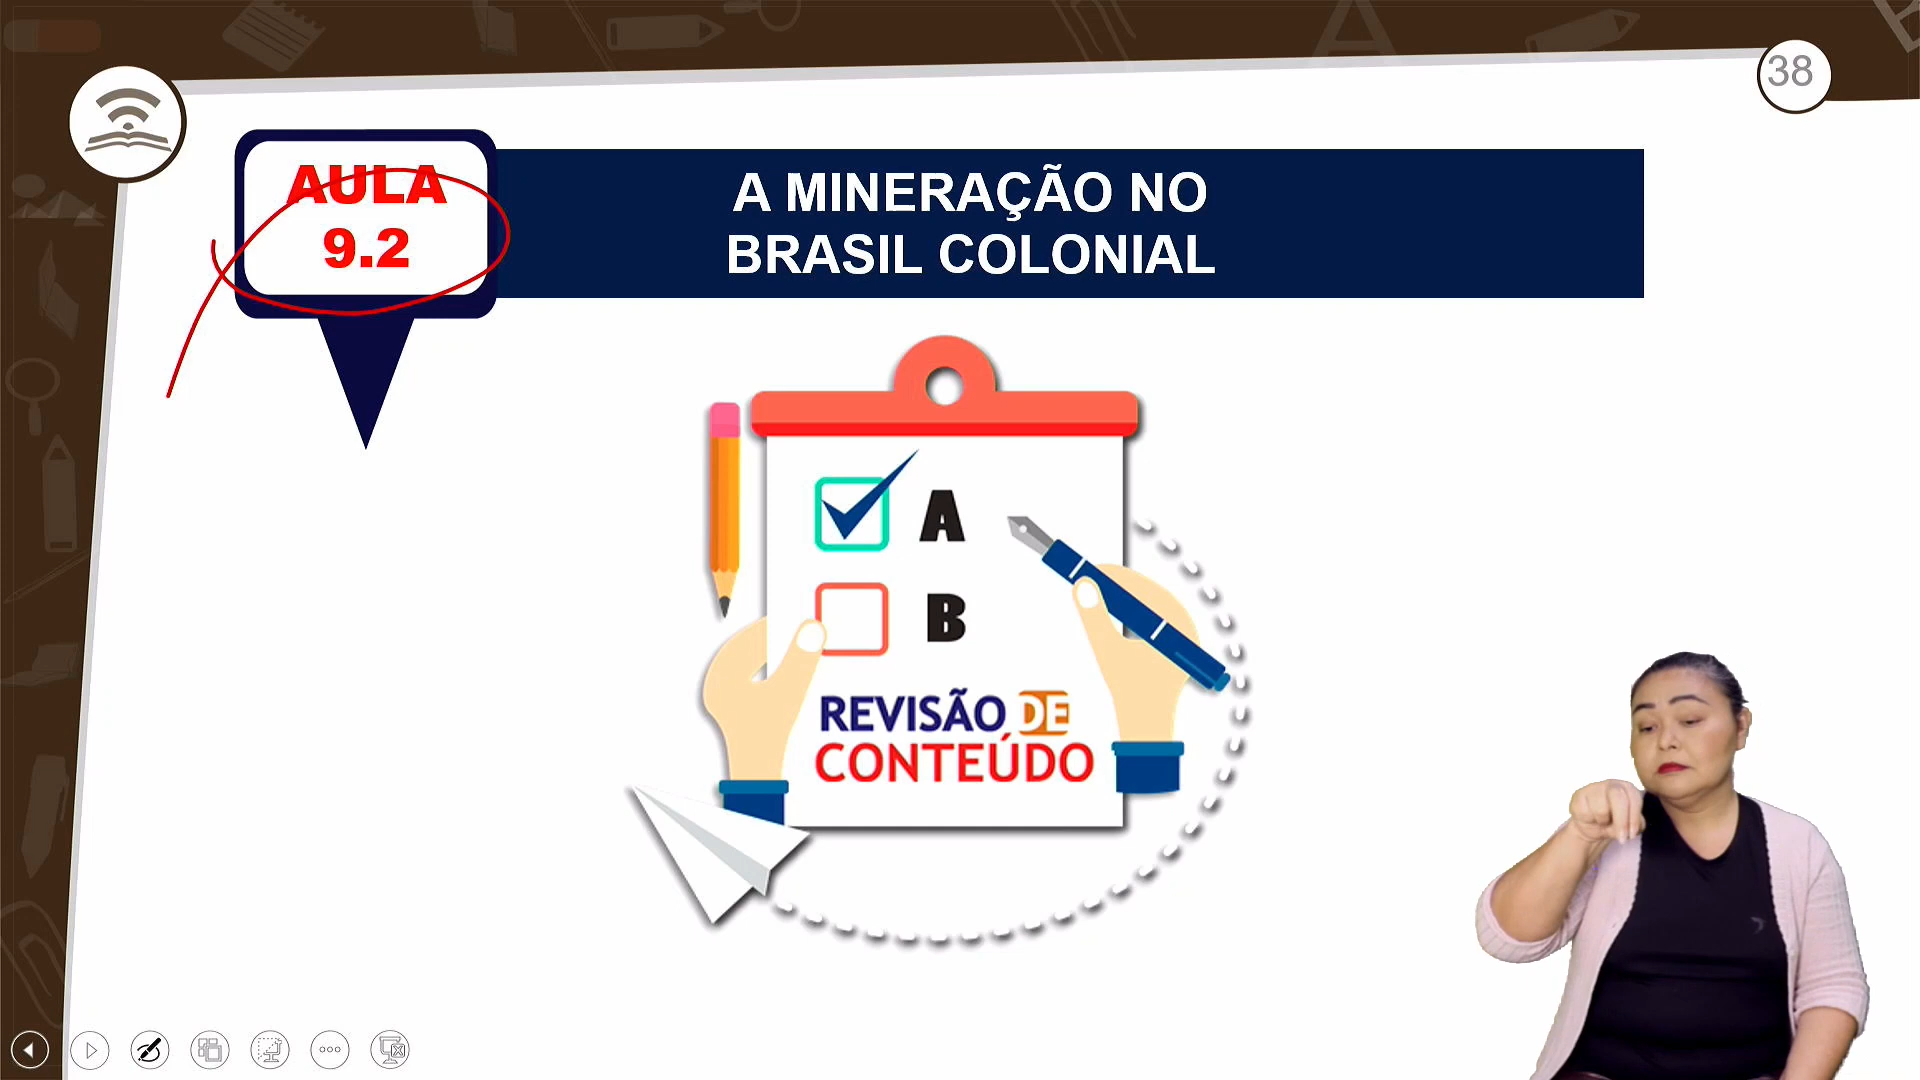 38
AULA
9.2
A MINERAÇÃO NO
BRASIL COLONIAL
A
B
REVISÃO DE
CONTEÚDO